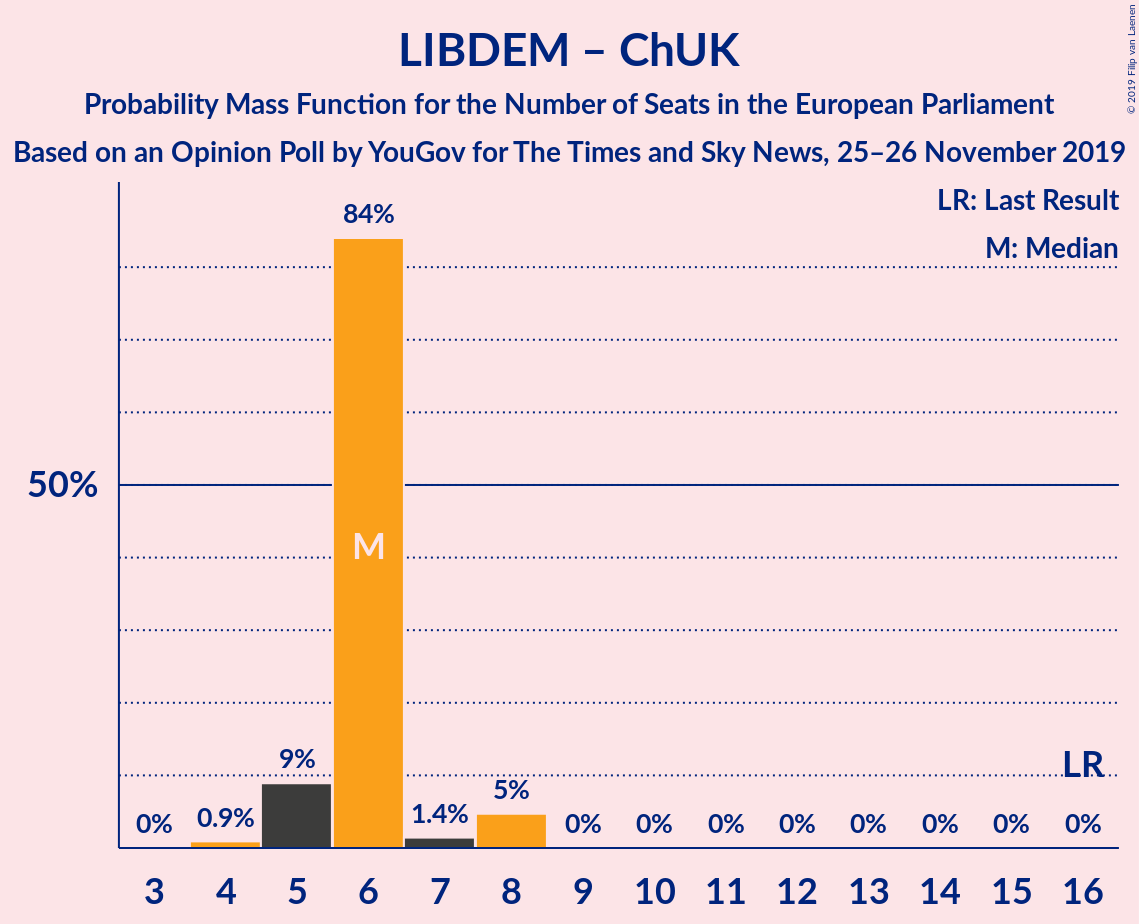 LIBDEM – ChUK
Probability Mass Function for the Number of Seats in the European Parliament
Based on an Opinion Poll by YouGov for The Times and Sky News, 25–26 November 2019
© 2019 Filip van Laenen
LR: Last Result
M: Median
84%
50%
M
9%
LR
5%
0% 0.9% 1.4% 0% 0% 0% 0% 0% 0% 0% 0%
3 4 5 6 7 8 9 10 11 12 13 14 15 16